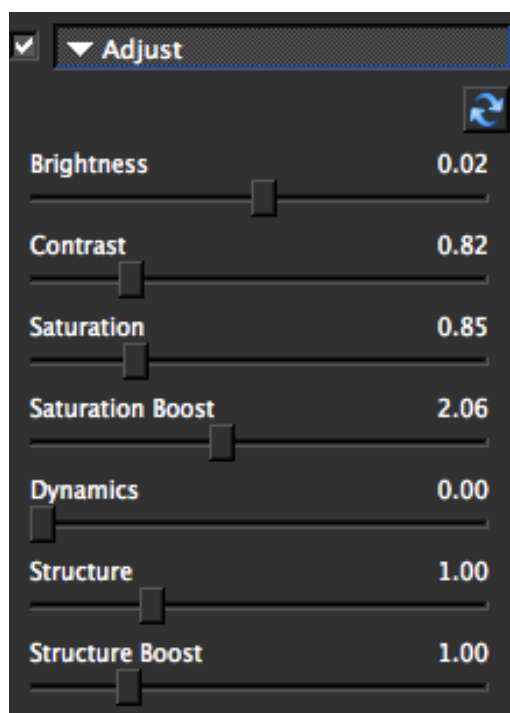 Adjust
Brightness 0.02
Contrast 0.82
Saturation 0.85
Saturation Boost 2.06
Dynamics 0.00
Structure 1.00
Structure Boost 1.00